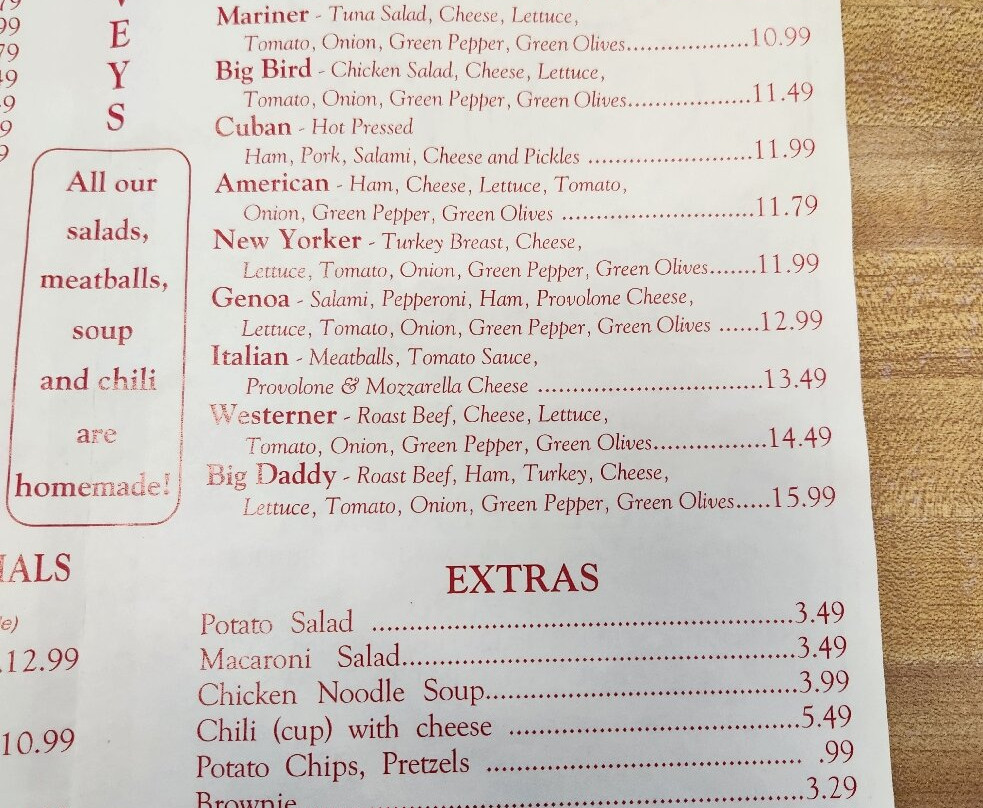 E
Y
S
All our
salads,
meatballs,
soup
and chili
are
homemade!
12.99
10.99
Mariner - Tuna Salad, Cheese, Lettuce,
Tomato, Onion, Green Pepper, Green Olives...................10.99
Big Bird - Chicken Salad, Cheese, Lettuce,
Tomato, Onion, Green Pepper, Green Olives...................11.49
Cuban - Hot Pressed
Ham, Pork, Salami, Cheese and Pickles .........................11.99
American - Ham, Cheese, Lettuce, Tomato,
Onion, Green Pepper, Green Olives .............................11.79
New Yorker - Turkey Breast, Cheese,
Lettuce, Tomato, Onion, Green Pepper, Green Olives.......11.99
Genoa - Salami, Pepperoni, Ham, Provolone Cheese,
Lettuce, Tomato, Onion, Green Pepper, Green Olives ......12.99
Italian - Meatballs, Tomato Sauce,
Provolone & Mozzarella Cheese ..................................13.49
Westerner - Roast Beef, Cheese, Lettuce,
Tomato, Onion, Green Pepper, Green Olives.................14.49
Big Daddy - Roast Beef, Ham, Turkey, Cheese,
Lettuce, Tomato, Onion, Green Pepper, Green Olives.....15.99
EXTRAS
Potato Salad ...............................................................3.49
Macaroni Salad...........................................................3.49
Chicken Noodle Soup...............................................3.99
Chili (cup) with cheese ............................................5.49
Potato Chips, Pretzels ............................................... .99
Brownie ....................................................................3.29